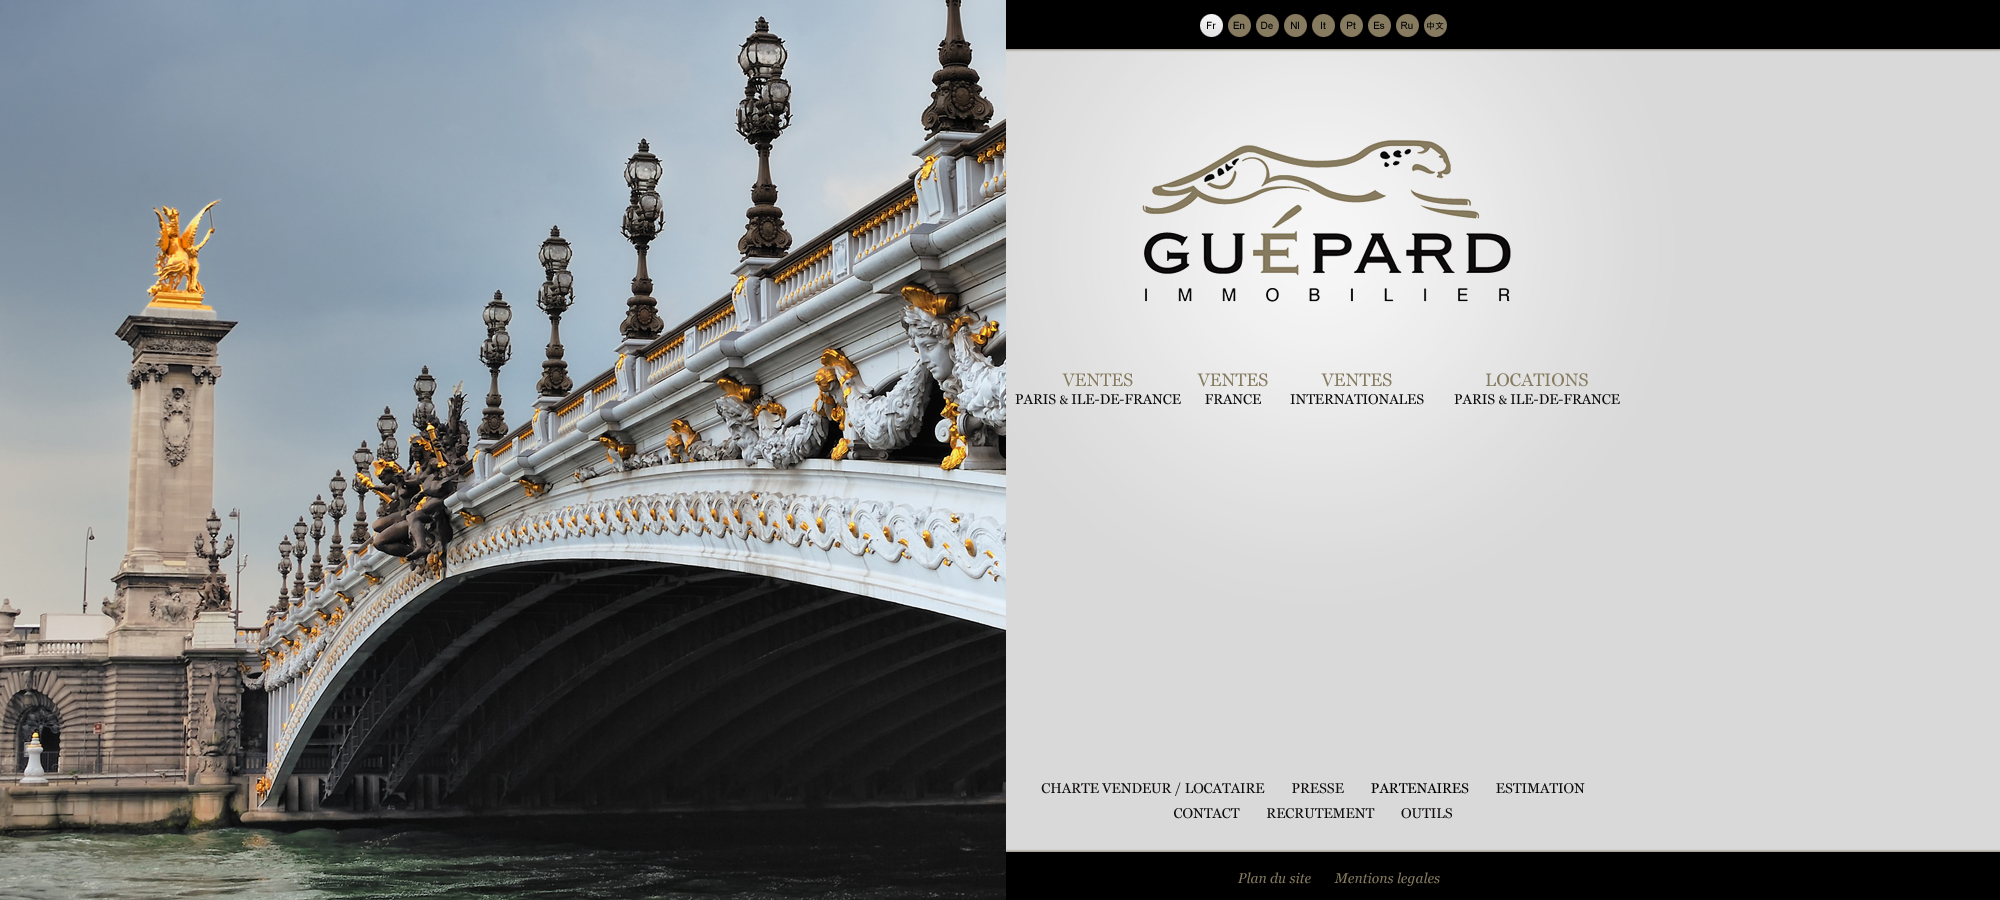 Fr En De Nl It Pt Es Ru 中文
GUÉPARD
IMMOBILIER
VENTES VENTES VENTES LOCATIONS
PARIS & ILE-DE-FRANCE FRANCE INTERNATIONALES PARIS & ILE-DE-FRANCE
CHARTE VENDEUR / LOCATAIRE PRESSE PARTENAIRES ESTIMATION
CONTACT RECRUTEMENT OUTILS
Plan du site Mentions legales